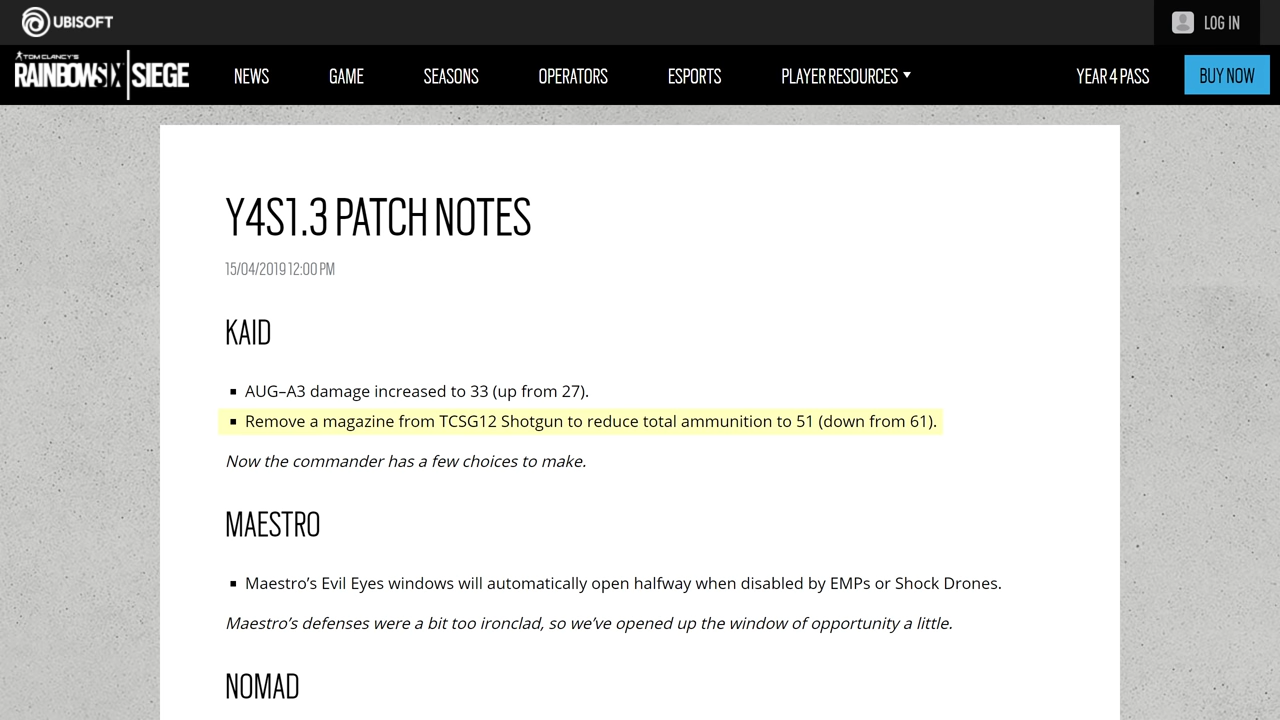 UBISOFT
LOG IN
TOM CLANCY'S
RAINBOWSIX | SIEGE
NEWS GAME SEASONS OPERATORS ESPORTS PLAYER RESOURCES YEAR 4 PASS BUY NOW
Y4S1.3 PATCH NOTES
15/04/2019 12:00 PM
KAID
▪ AUG–A3 damage increased to 33 (up from 27).
▪ Remove a magazine from TCSG12 Shotgun to reduce total ammunition to 51 (down from 61).
Now the commander has a few choices to make.
MAESTRO
▪ Maestro’s Evil Eyes windows will automatically open halfway when disabled by EMPs or Shock Drones.
Maestro’s defenses were a bit too ironclad, so we’ve opened up the window of opportunity a little.
NOMAD